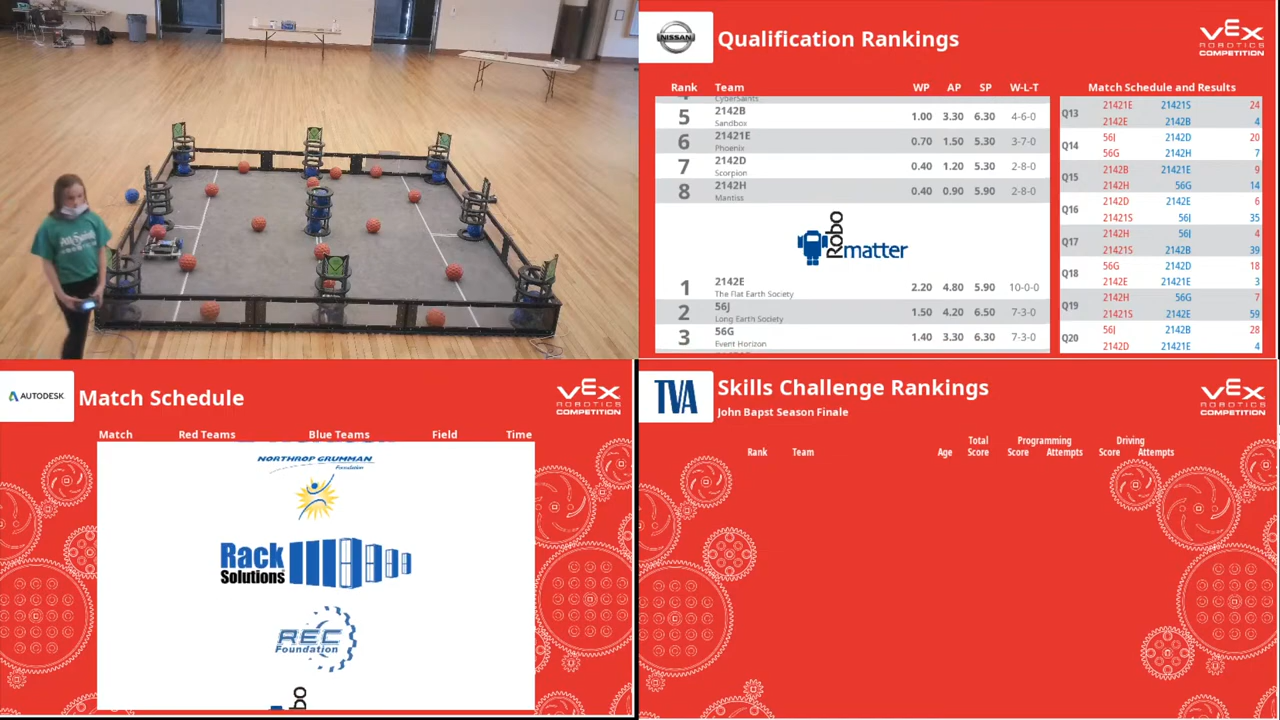 NISSAN
Qualification Rankings
VEX
ROBOTICS
COMPETITION
Rank Team WP AP SP W-L-T
CyberSaints
5 2142B 1.00 3.30 6.30 4-6-0
Sandbox
6 21421E 0.70 1.50 5.30 3-7-0
Phoenix
7 2142D 0.40 1.20 5.30 2-8-0
Scorpion
8 2142H 0.40 0.90 5.90 2-8-0
Mantiss
Robo
matter
1 2142E 2.20 4.80 5.90 10-0-0
The Flat Earth Society
2 56J 1.50 4.20 6.50 7-3-0
Long Earth Society
3 56G 1.40 3.30 6.30 7-3-0
Event Horizon
Match Schedule and Results
Q13 21421E 21421S 24
2142E 2142B 4
Q14 56J 2142D 20
56G 2142H 7
Q15 2142B 21421E 9
2142H 56G 14
Q16 2142D 2142E 6
21421S 56J 35
Q17 2142H 56J 4
21421S 2142B 39
Q18 56G 2142D 18
2142E 21421E 3
Q19 2142H 56G 7
21421S 2142E 59
Q20 56J 2142B 28
2142D 21421E 4
AUTODESK
Match Schedule
VEX
ROBOTICS
COMPETITION
Match Red Teams Blue Teams Field Time
NORTHROP GRUMMAN
Foundation
Rack
Solutions
REC
Foundation
bo
TVA
Skills Challenge Rankings
John Bapst Season Finale
VEX
ROBOTICS
COMPETITION
Rank Team Age Total Score Programming Score Attempts Driving Score Attempts